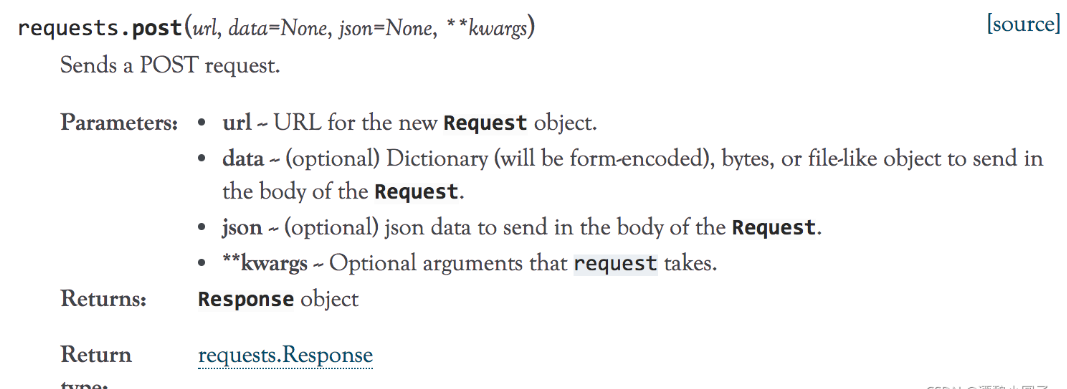 requests.post(url, data=None, json=None, **kwargs) [source]
Sends a POST request.
Parameters: • url ~ URL for the new Request object.
• data ~ (optional) Dictionary (will be form-encoded), bytes, or file-like object to send in
the body of the Request.
• json ~ (optional) json data to send in the body of the Request.
• **kwargs ~ Optional arguments that request takes.
Returns: Response object
Return requests.Response
type: